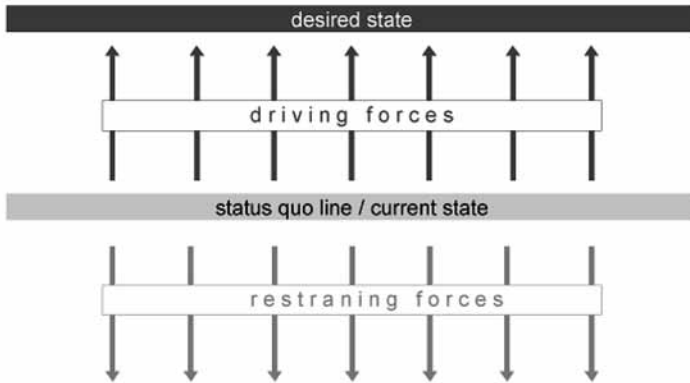 desired state
driving forces
status quo line / current state
restraning forces